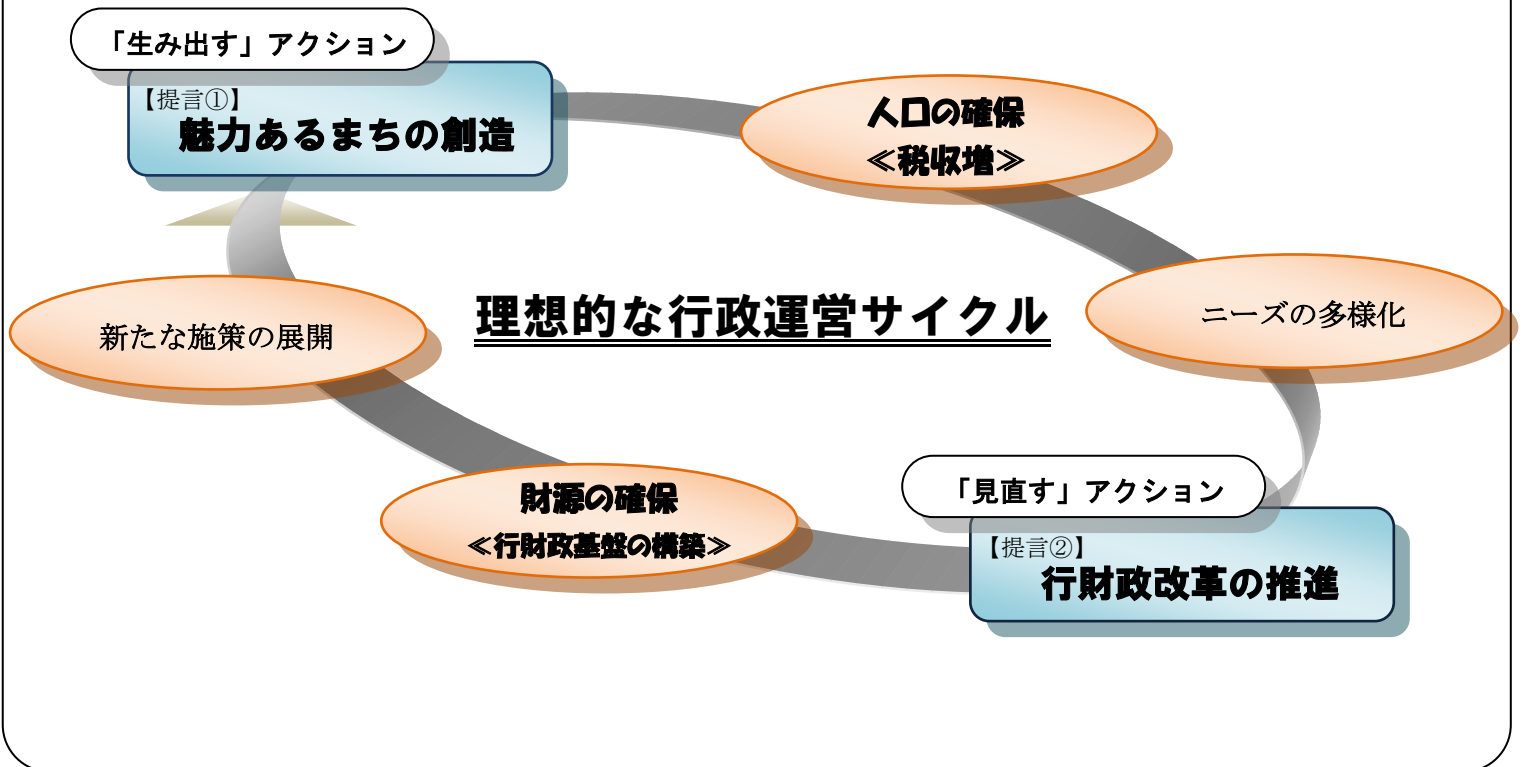 「生み出す」アクション
【提言①】
魅力あるまちの創造
人口の確保
≪税収増≫
ニーズの多様化
理想的な行政運営サイクル
新たな施策の展開
「見直す」アクション
【提言②】
行財政改革の推進
財源の確保
≪行財政基盤の構築≫